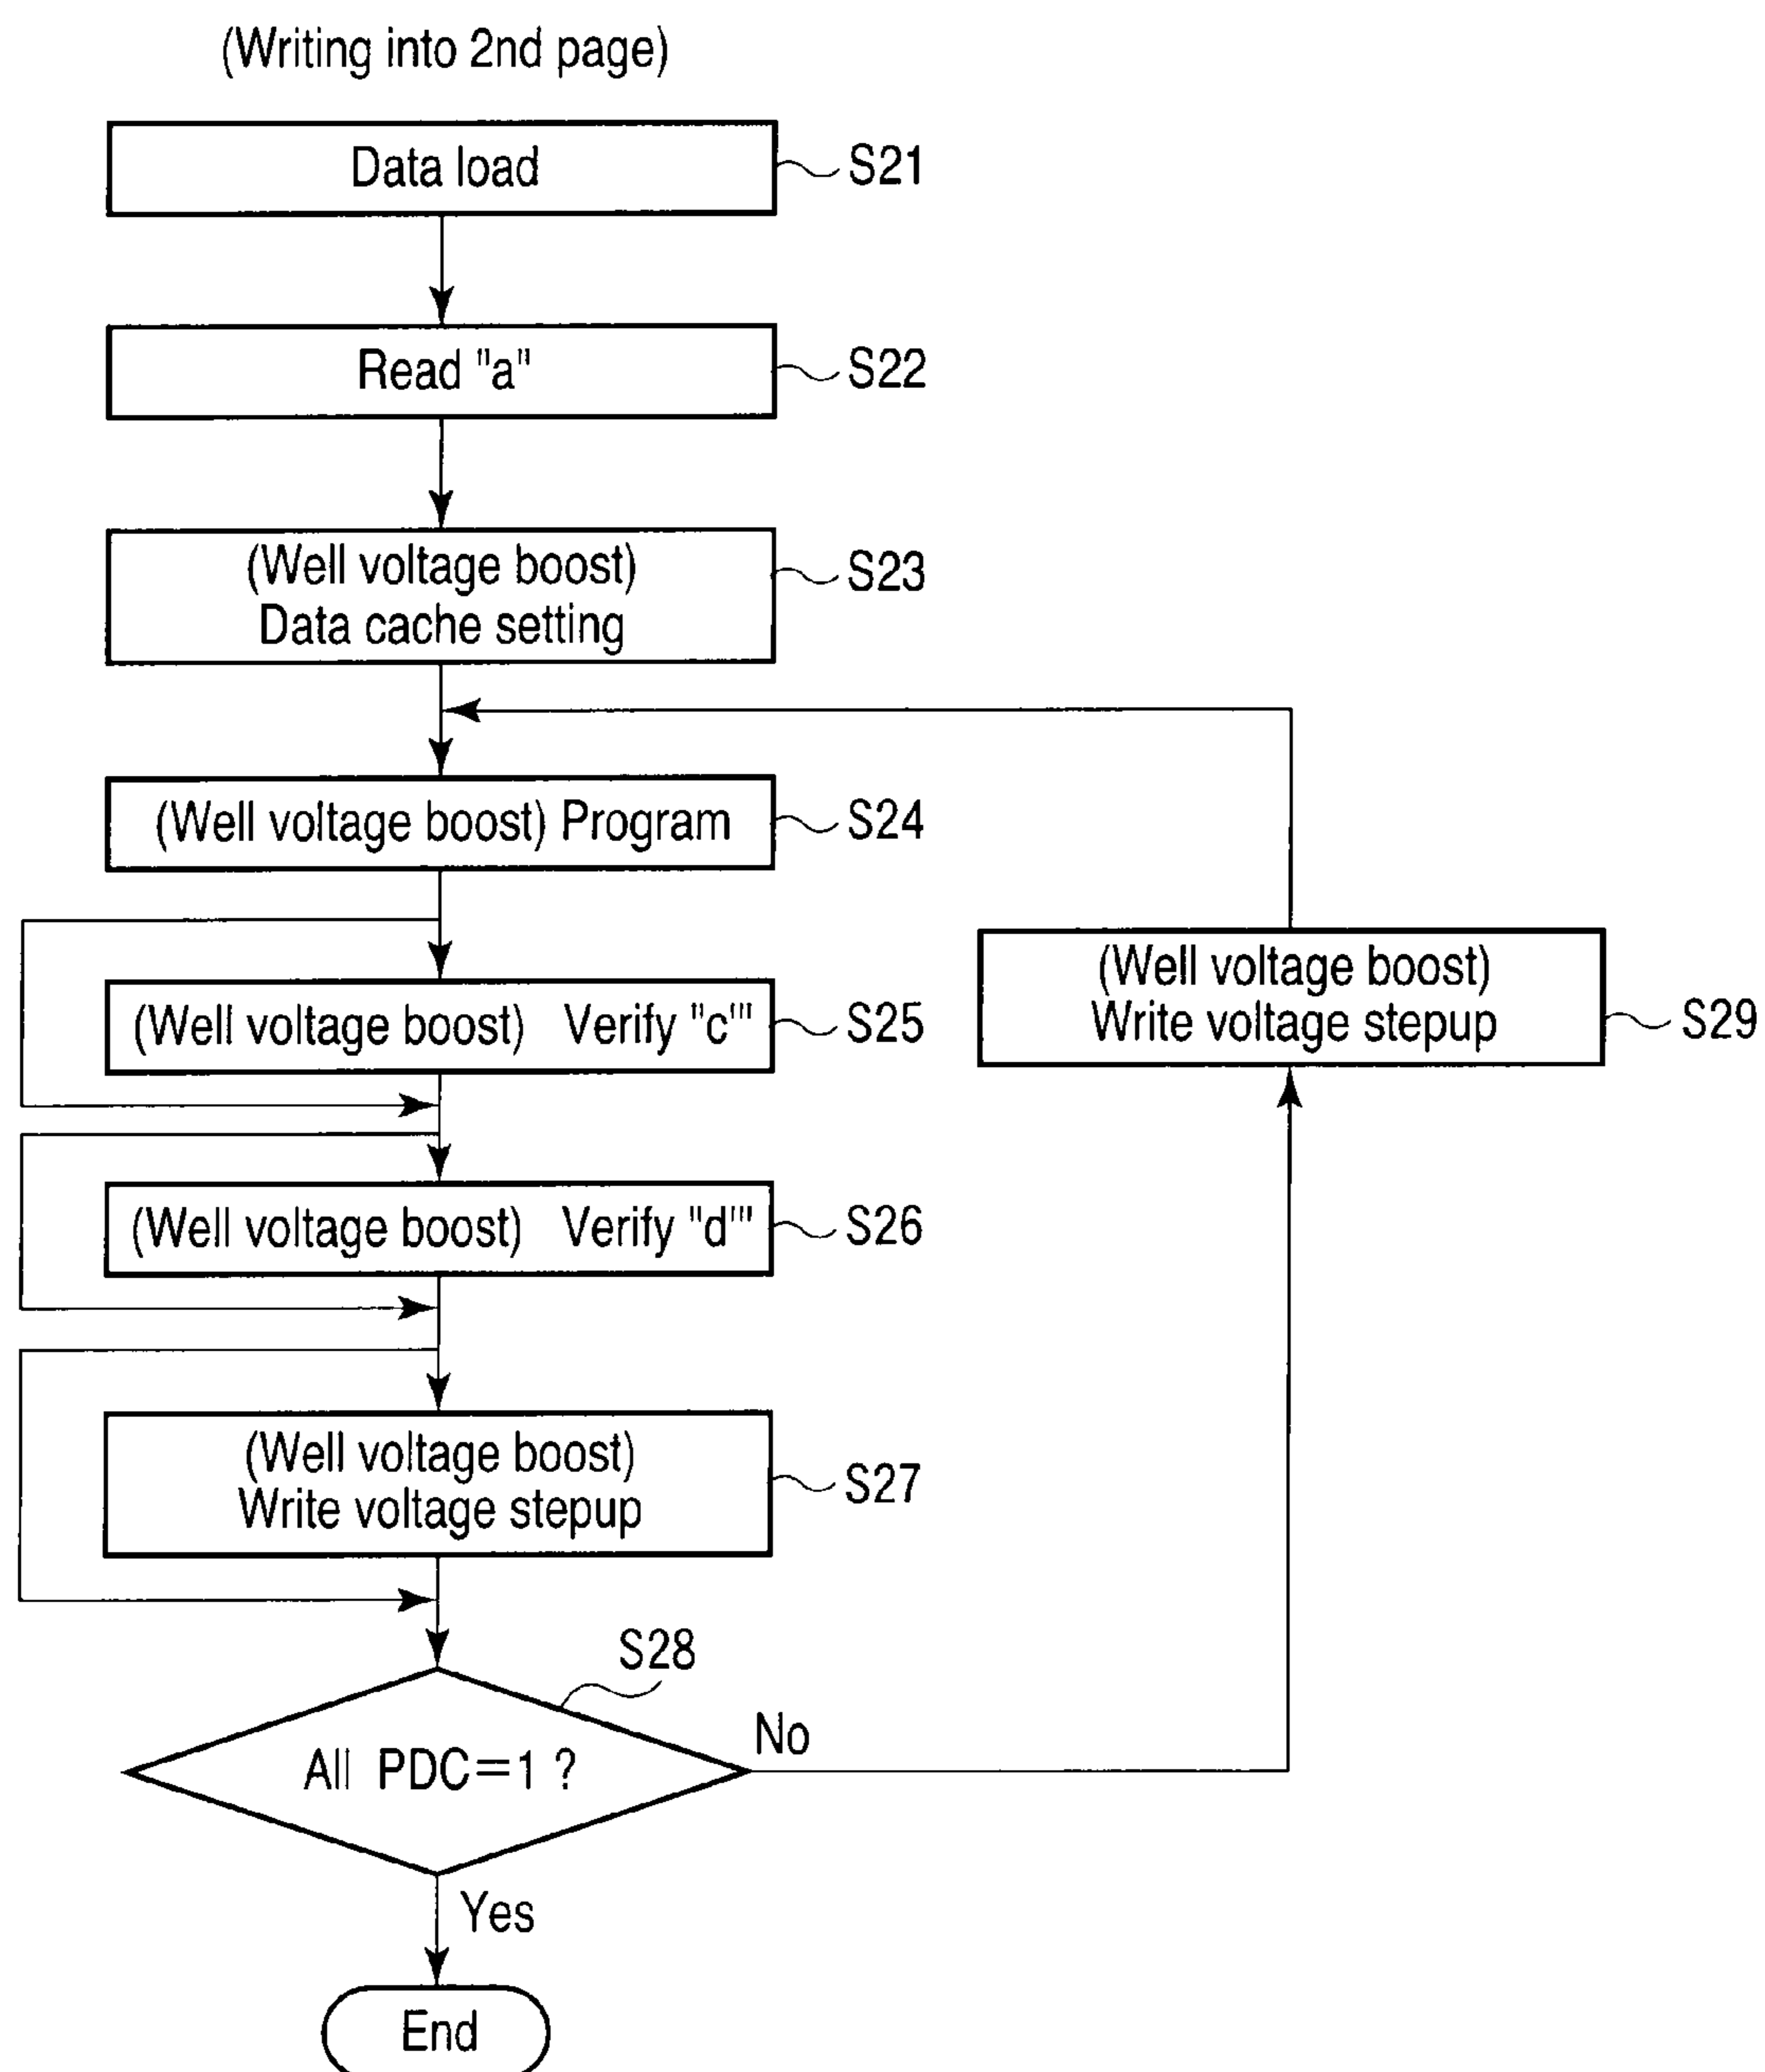 (Writing into 2nd page)
Data load
S21
Read "a"
S22
(Well voltage boost)
Data cache setting
S23
(Well voltage boost) Program
S24
(Well voltage boost) Verify "c'"
S25
(Well voltage boost)
Write voltage stepup
S29
(Well voltage boost) Verify "d'"
S26
(Well voltage boost)
Write voltage stepup
S27
S28
All PDC=1 ?
No
Yes
End